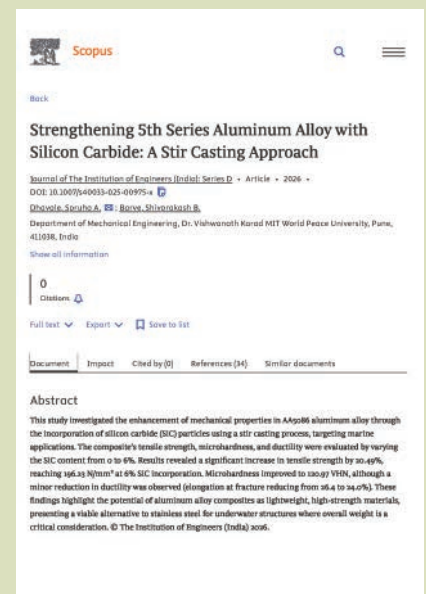 Scopus
Back
Strengthening 5th Series Aluminum Alloy with
Silicon Carbide: A Stir Casting Approach
Journal of The Institution of Engineers (India): Series D • Article • 2026 •
DOI: 10.1007/s40033-025-00975-x
Dhavale, Spruha A. ; Barve, Shivprakash B.
Department of Mechanical Engineering, Dr. Vishwanath Karad MIT World Peace University, Pune,
411038, India
Show all information
0
Citations
Full text Export Save to list
Document Impact Cited by (0) References (34) Similar documents
Abstract
This study investigated the enhancement of mechanical properties in AA5086 aluminum alloy through
the incorporation of silicon carbide (SiC) particles using a stir casting process, targeting marine
applications. The composite's tensile strength, microhardness, and ductility were evaluated by varying
the SiC content from 0 to 6%. Results revealed a significant increase in tensile strength by 20.49%,
reaching 196.23 N/mm² at 6% SiC incorporation. Microhardness improved to 120.97 VHN, although a
minor reduction in ductility was observed (elongation at fracture reducing from 26.4 to 24.0%). These
findings highlight the potential of aluminum alloy composites as lightweight, high-strength materials,
presenting a viable alternative to stainless steel for underwater structures where overall weight is a
critical consideration. © The Institution of Engineers (India) 2026.